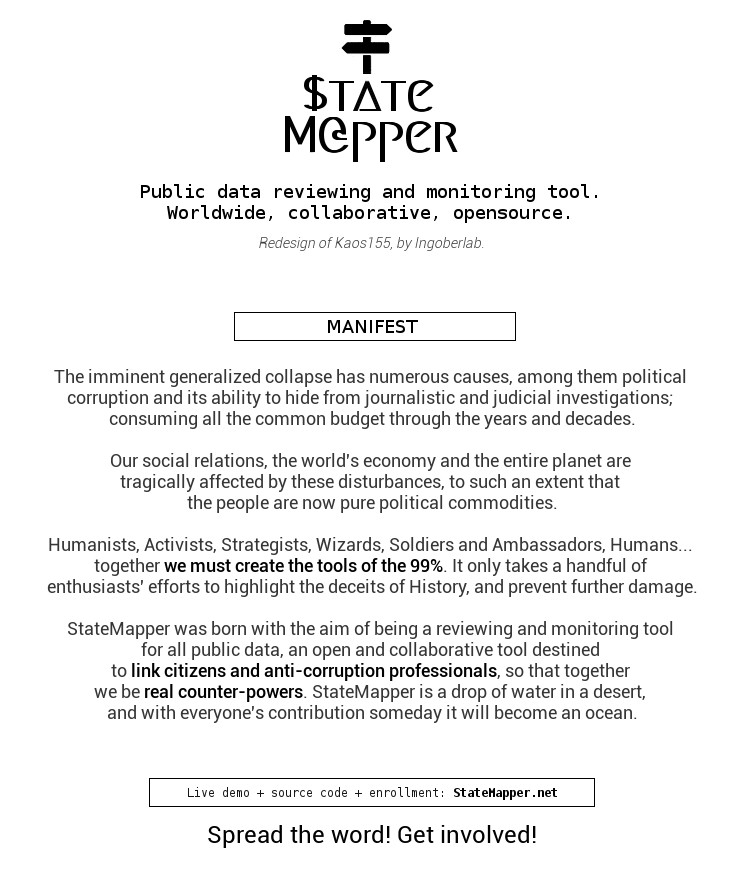 $TATE
M@PPER
Public data reviewing and monitoring tool.
Worldwide, collaborative, opensource.
Redesign of Kaos155, by Ingoberlab.
MANIFEST
The imminent generalized collapse has numerous causes, among them political
corruption and its ability to hide from journalistic and judicial investigations;
consuming all the common budget through the years and decades.
Our social relations, the world's economy and the entire planet are
tragically affected by these disturbances, to such an extent that
the people are now pure political commodities.
Humanists, Activists, Strategists, Wizards, Soldiers and Ambassadors, Humans...
together we must create the tools of the 99%. It only takes a handful of
enthusiasts' efforts to highlight the deceits of History, and prevent further damage.
StateMapper was born with the aim of being a reviewing and monitoring tool
for all public data, an open and collaborative tool destined
to link citizens and anti-corruption professionals, so that together
we be real counter-powers. StateMapper is a drop of water in a desert,
and with everyone's contribution someday it will become an ocean.
Live demo + source code + enrollment: StateMapper.net
Spread the word! Get involved!